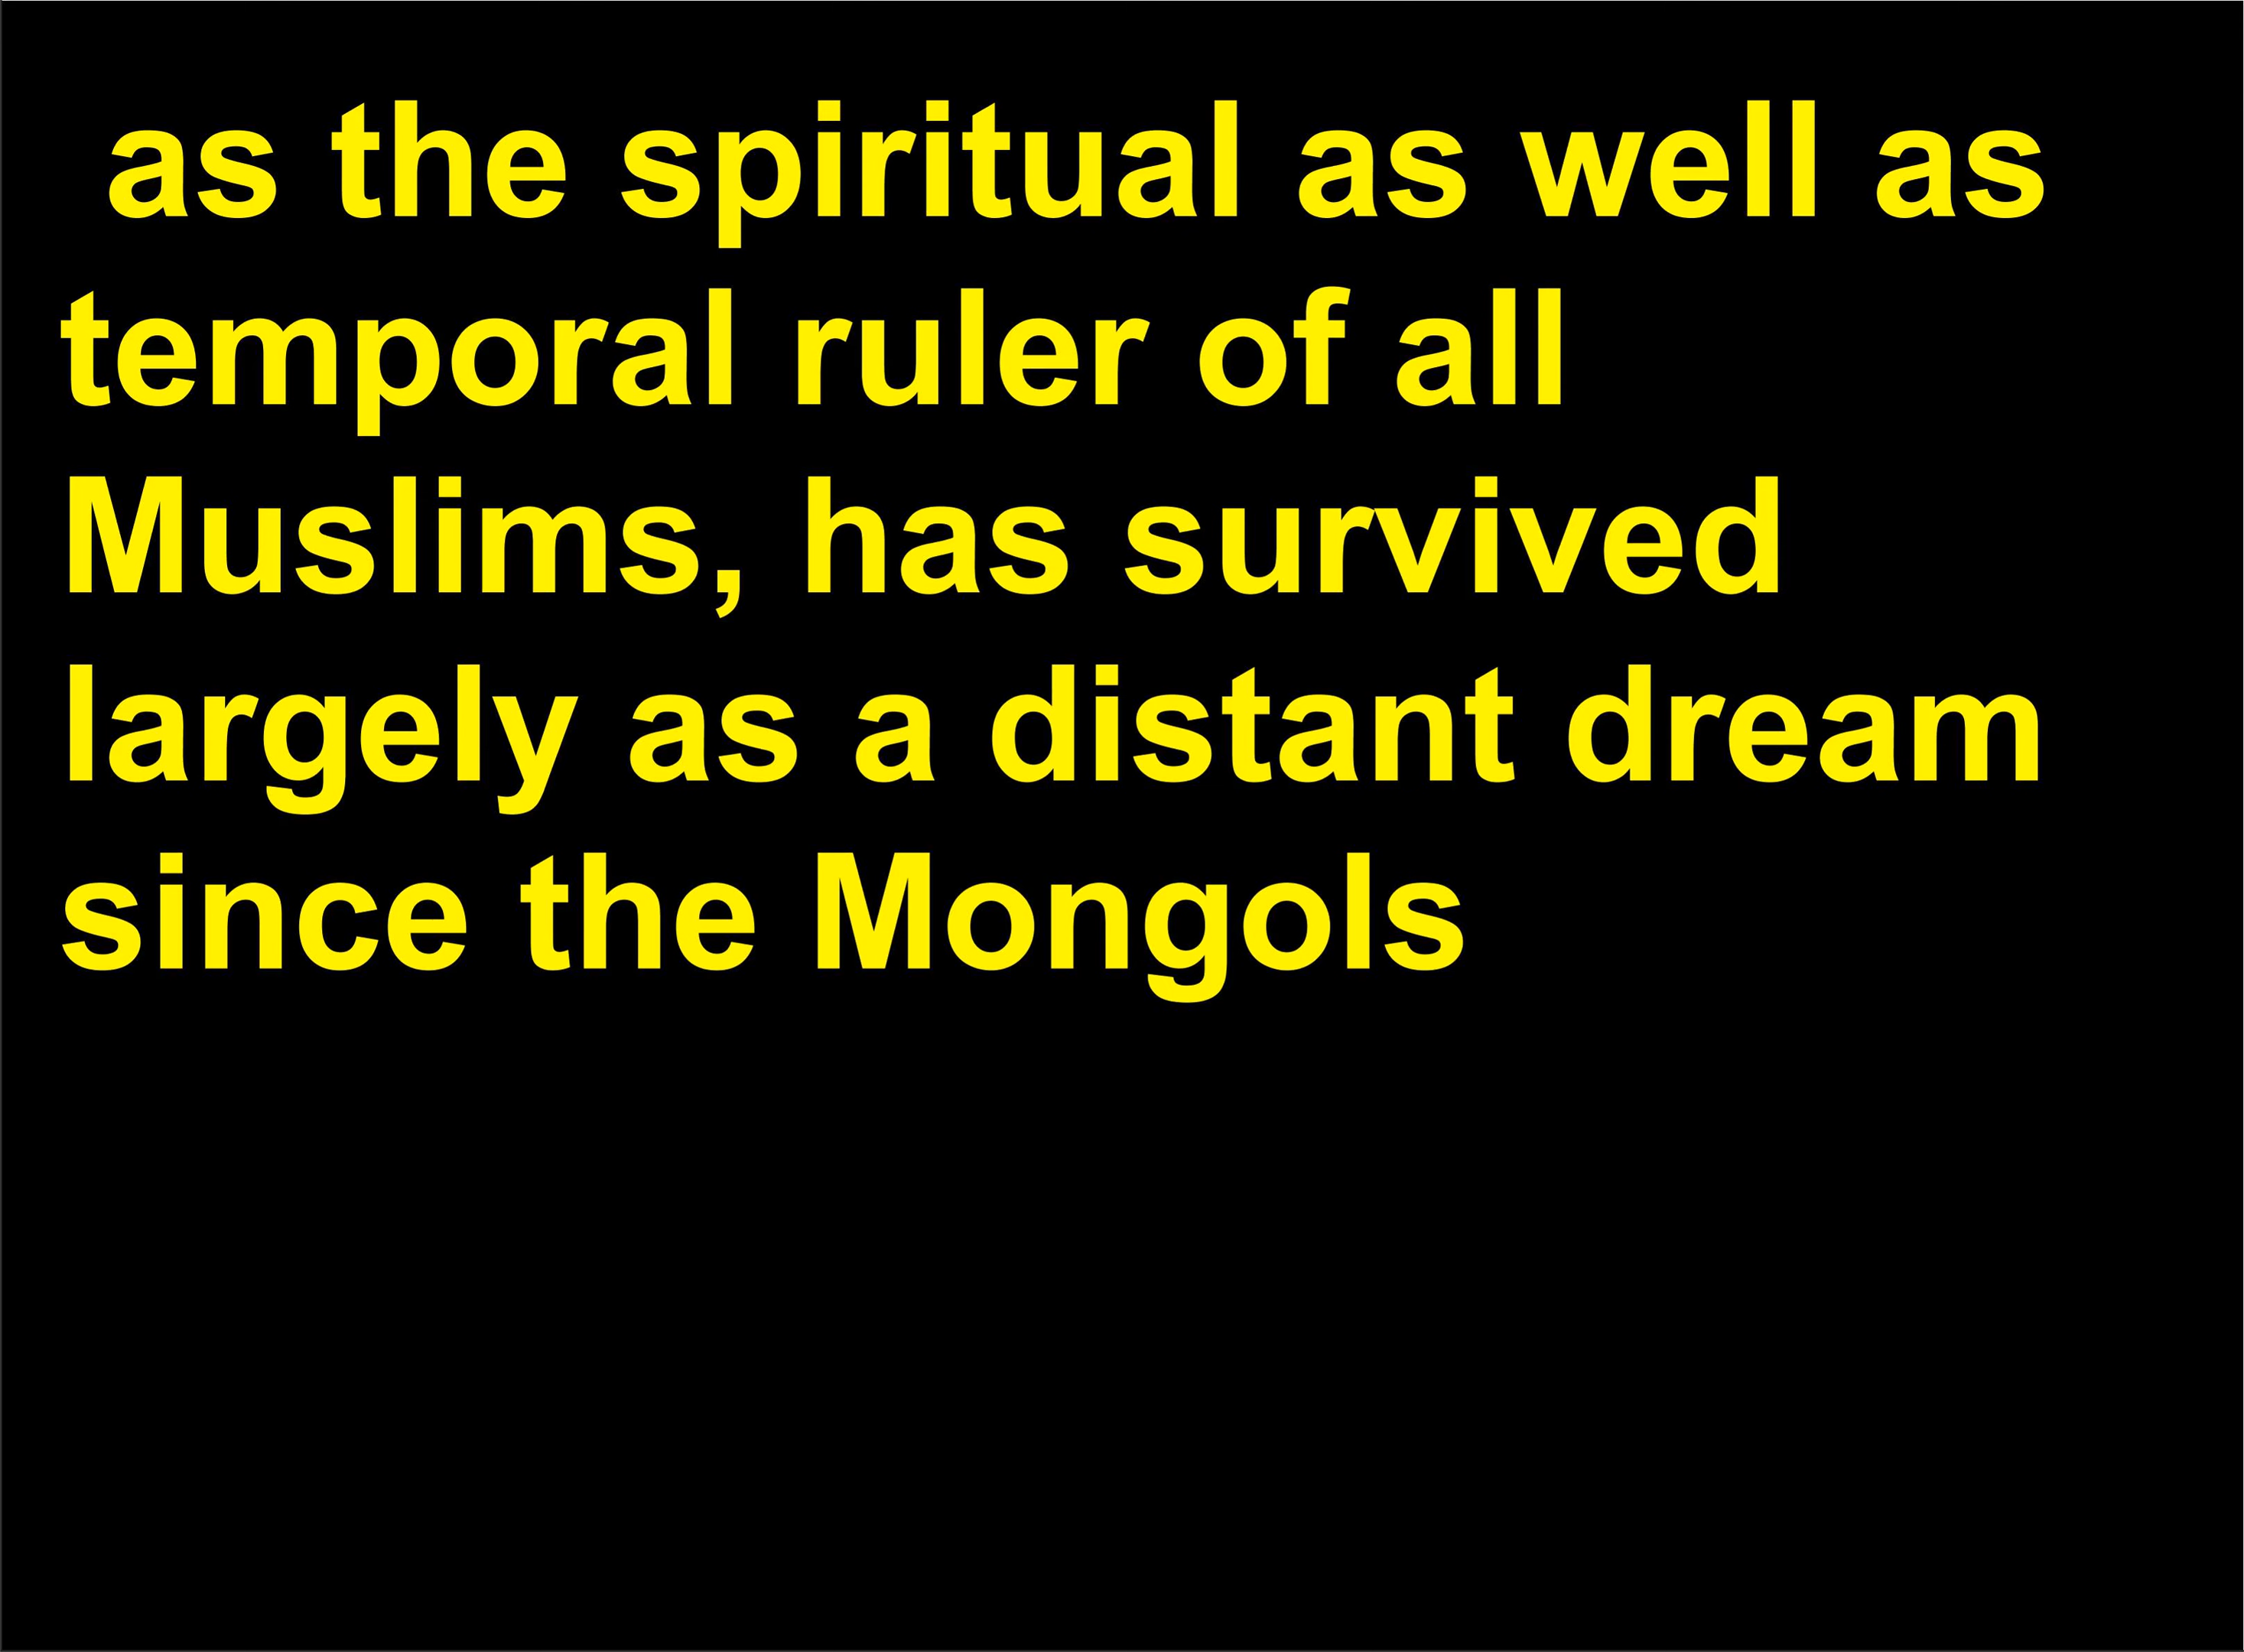 as the spiritual as well as
temporal ruler of all
Muslims, has survived
largely as a distant dream
since the Mongols